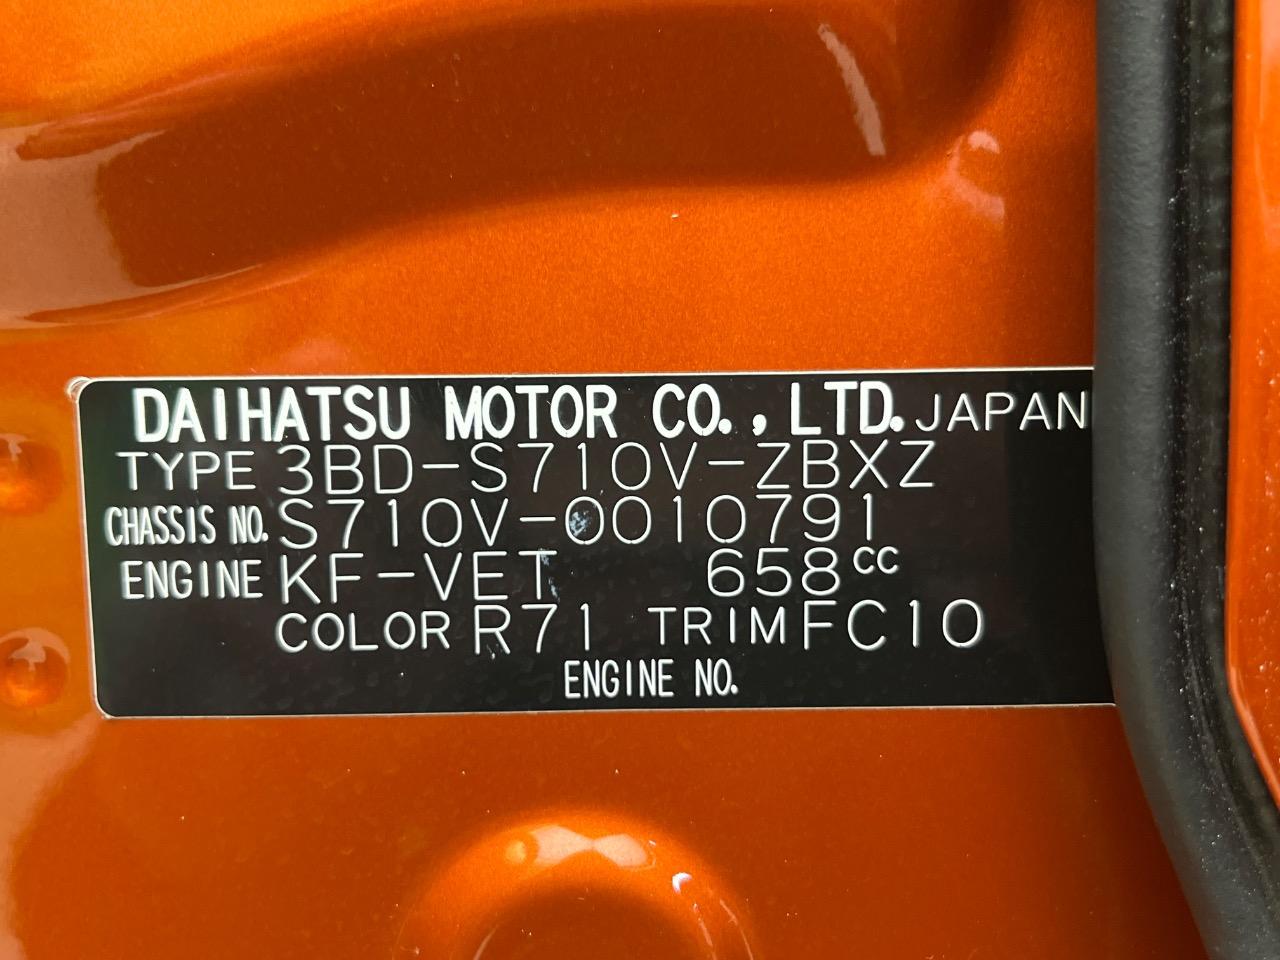 DAIHATSU MOTOR CO., LTD. JAPAN
TYPE 3BD-S710V-ZBXZ
CHASSIS NO. S710V-0010791
ENGINE KF-VET 658cc
COLOR R71 TRIM FC10
ENGINE NO.